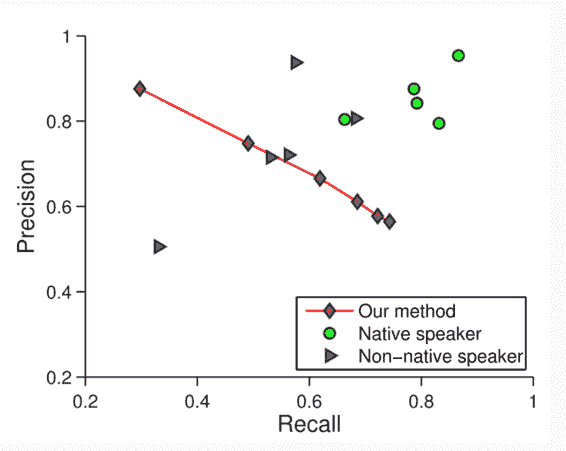 1
0.8
0.6
0.4
0.2
Precision
0.2 0.4 0.6 0.8 1
Recall
Our method
Native speaker
Non−native speaker